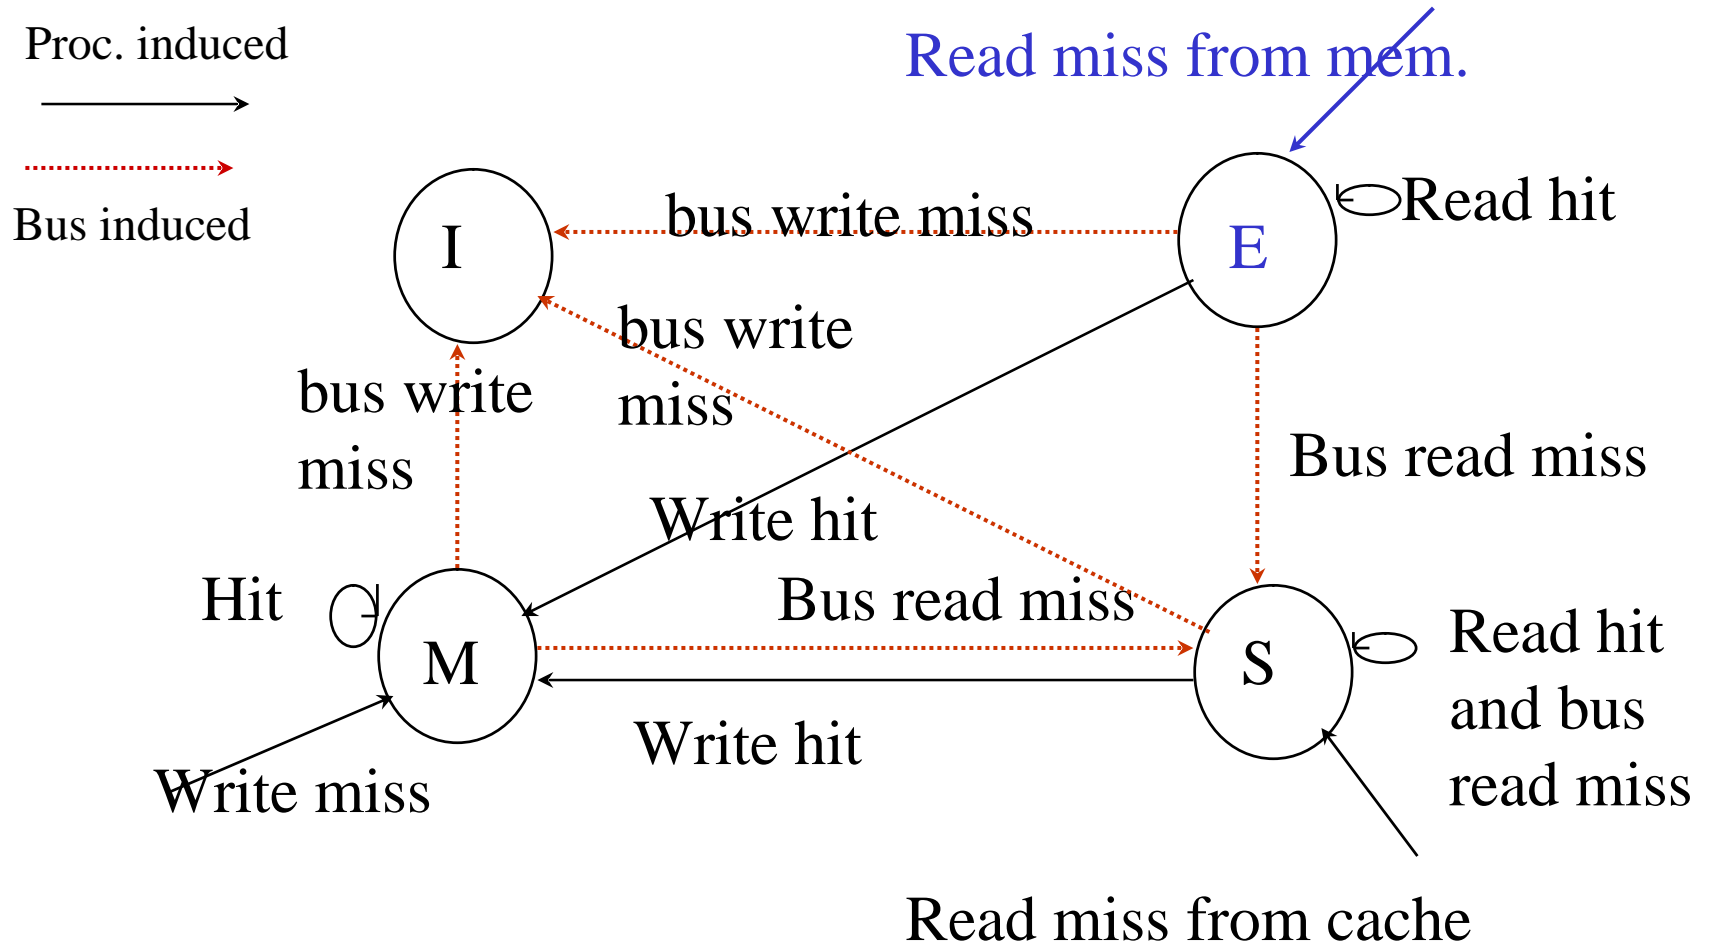 Proc. induced
Read miss from mem.
Bus induced
I
bus write miss
E
Read hit
bus write
miss
bus write
miss
Bus read miss
Write hit
Hit
Bus read miss
M
S
Read hit
and bus
read miss
Write hit
Write miss
Read miss from cache